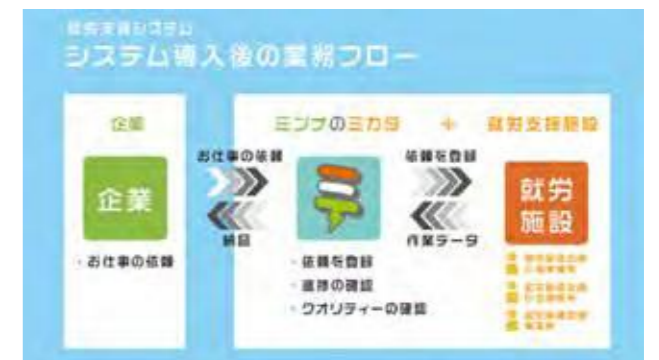 就労支援システム
システム導入後の業務フロー
企業
ミンナのミカタ + 就労支援施設
お仕事の依頼
依頼を登録
企業
就労
施設
納品
作業データ
・お仕事の依頼
・依頼を登録
・進捗の確認
・クオリティーの確認